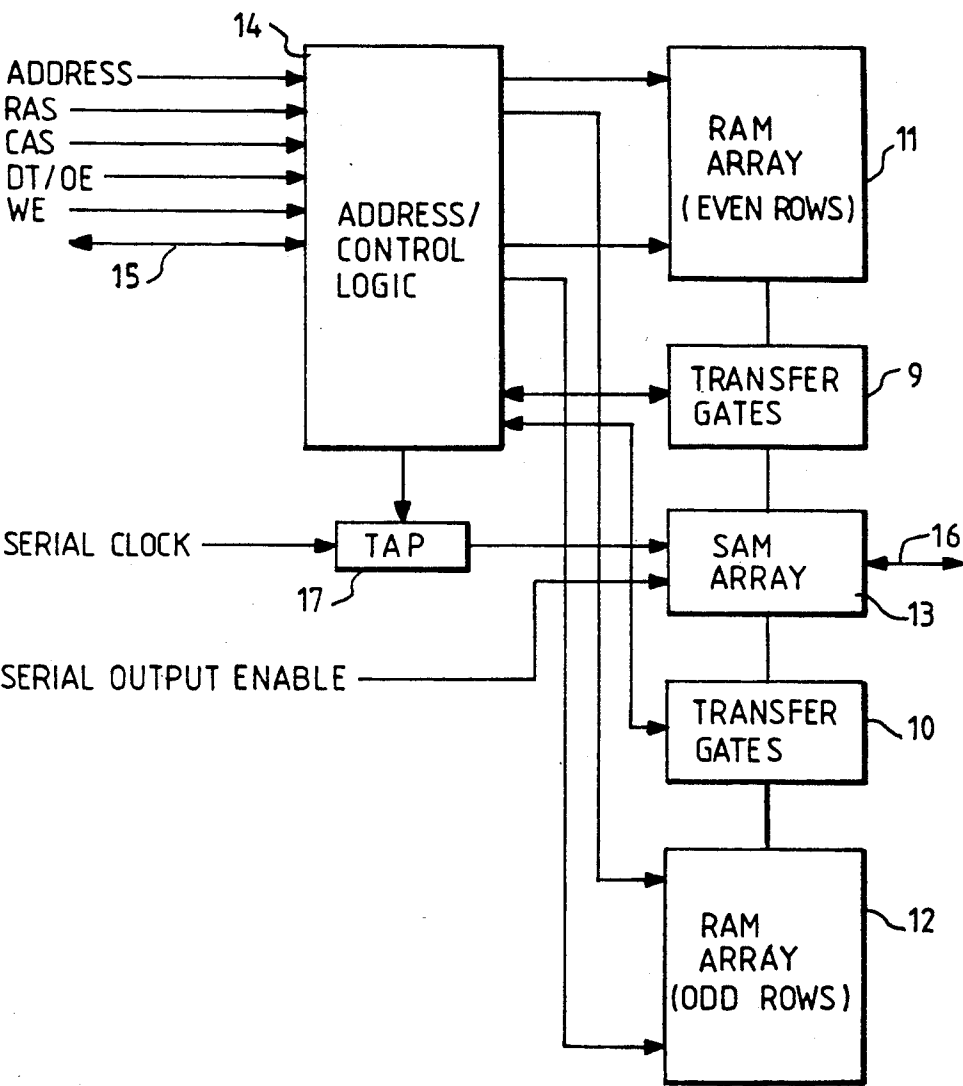 14
ADDRESS
RAS
CAS
DT/OE
WE
15
ADDRESS/
CONTROL
LOGIC
RAM
ARRAY
(EVEN ROWS)
11
TRANSFER
GATES
9
SERIAL CLOCK
TAP
17
SAM
ARRAY
16
13
SERIAL OUTPUT ENABLE
TRANSFER
GATES
10
RAM
ARRAY
(ODD ROWS)
12